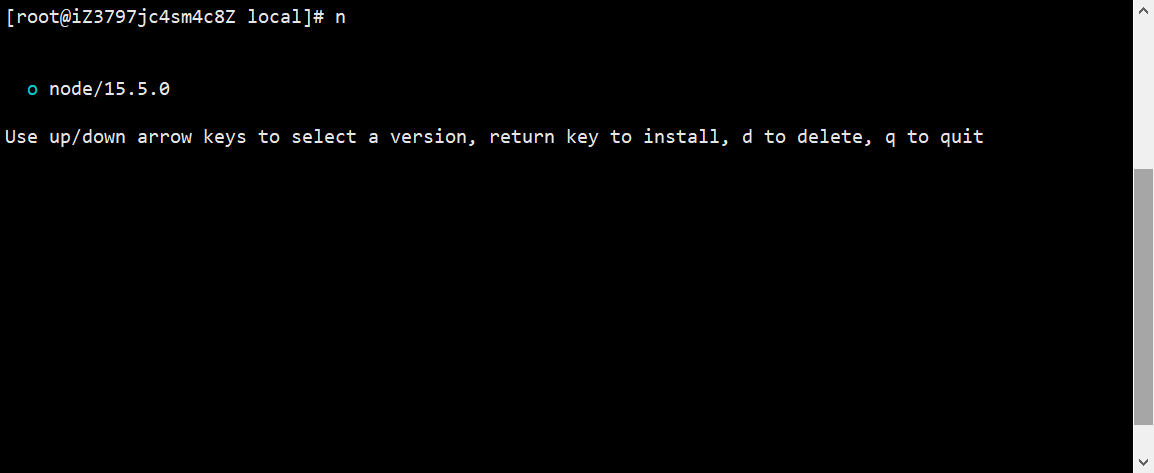 [root@iZ3797jc4sm4c8Z local]# n
o node/15.5.0
Use up/down arrow keys to select a version, return key to install, d to delete, q to quit